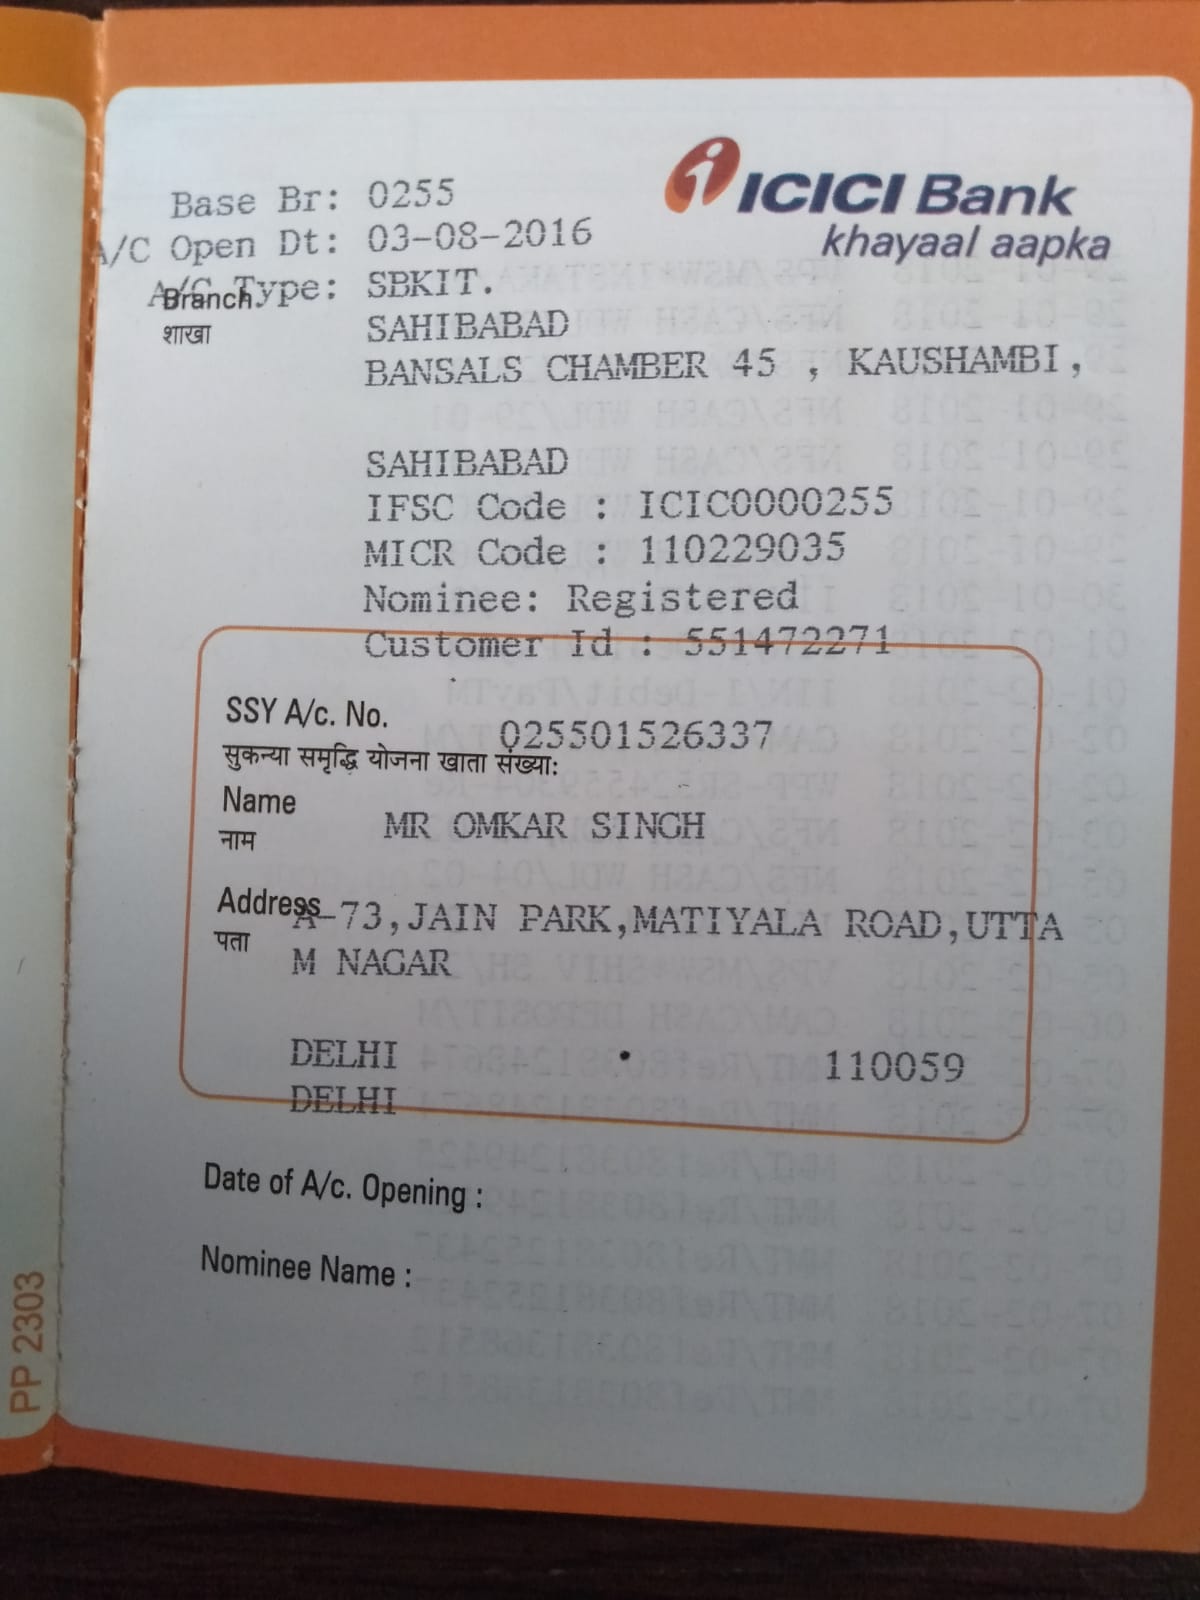 ICICI Bank
khayaal aapka
Base Br: 0255
A/C Open Dt: 03-08-2016
A/C Type: SBKIT.
Branch
शाखा
SAHIBABAD
BANSALS CHAMBER 45 , KAUSHAMBI,
SAHIBABAD
IFSC Code : ICIC0000255
MICR Code : 110229035
Nominee: Registered
Customer Id : 551472271
SSY A/c. No. 025501526337
सुकन्या समृद्धि योजना खाता संख्या:
Name
नाम
MR OMKAR SINGH
Address
पता
A-73,JAIN PARK,MATIYALA ROAD,UTTA
M NAGAR
DELHI 110059
DELHI
Date of A/c. Opening :
Nominee Name :
PP 2303